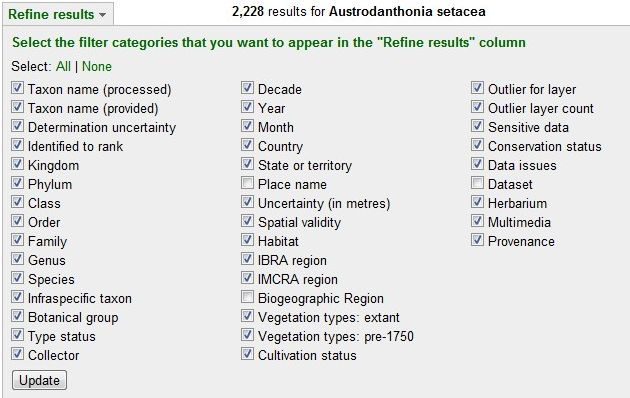 Refine results
2,228 results for Austrodanthonia setacea
Select the filter categories that you want to appear in the "Refine results" column
Select: All | None
Taxon name (processed)
Taxon name (provided)
Determination uncertainty
Identified to rank
Kingdom
Phylum
Class
Order
Family
Genus
Species
Infraspecific taxon
Botanical group
Type status
Collector
Decade
Year
Month
Country
State or territory
Place name
Uncertainty (in metres)
Spatial validity
Habitat
IBRA region
IMCRA region
Biogeographic Region
Vegetation types: extant
Vegetation types: pre-1750
Cultivation status
Outlier for layer
Outlier layer count
Sensitive data
Conservation status
Data issues
Dataset
Herbarium
Multimedia
Provenance
Update